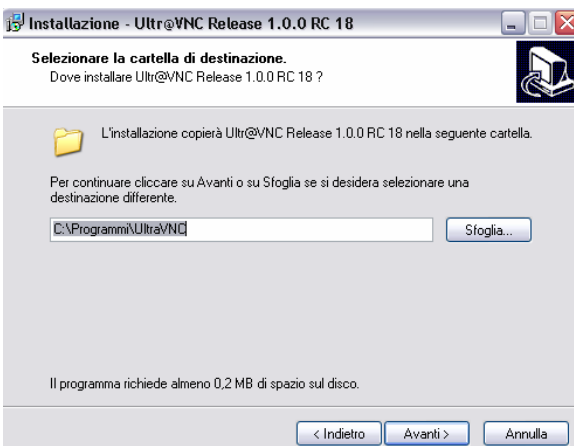 Installazione - Ultr@VNC Release 1.0.0 RC 18
Selezionare la cartella di destinazione.
Dove installare Ultr@VNC Release 1.0.0 RC 18 ?
L'installazione copierà Ultr@VNC Release 1.0.0 RC 18 nella seguente cartella.
Per continuare cliccare su Avanti o su Sfoglia se si desidera selezionare una
destinazione differente.
C:\Programmi\UltraVNC
Sfoglia...
Il programma richiede almeno 0,2 MB di spazio sul disco.
< Indietro
Avanti >
Annulla